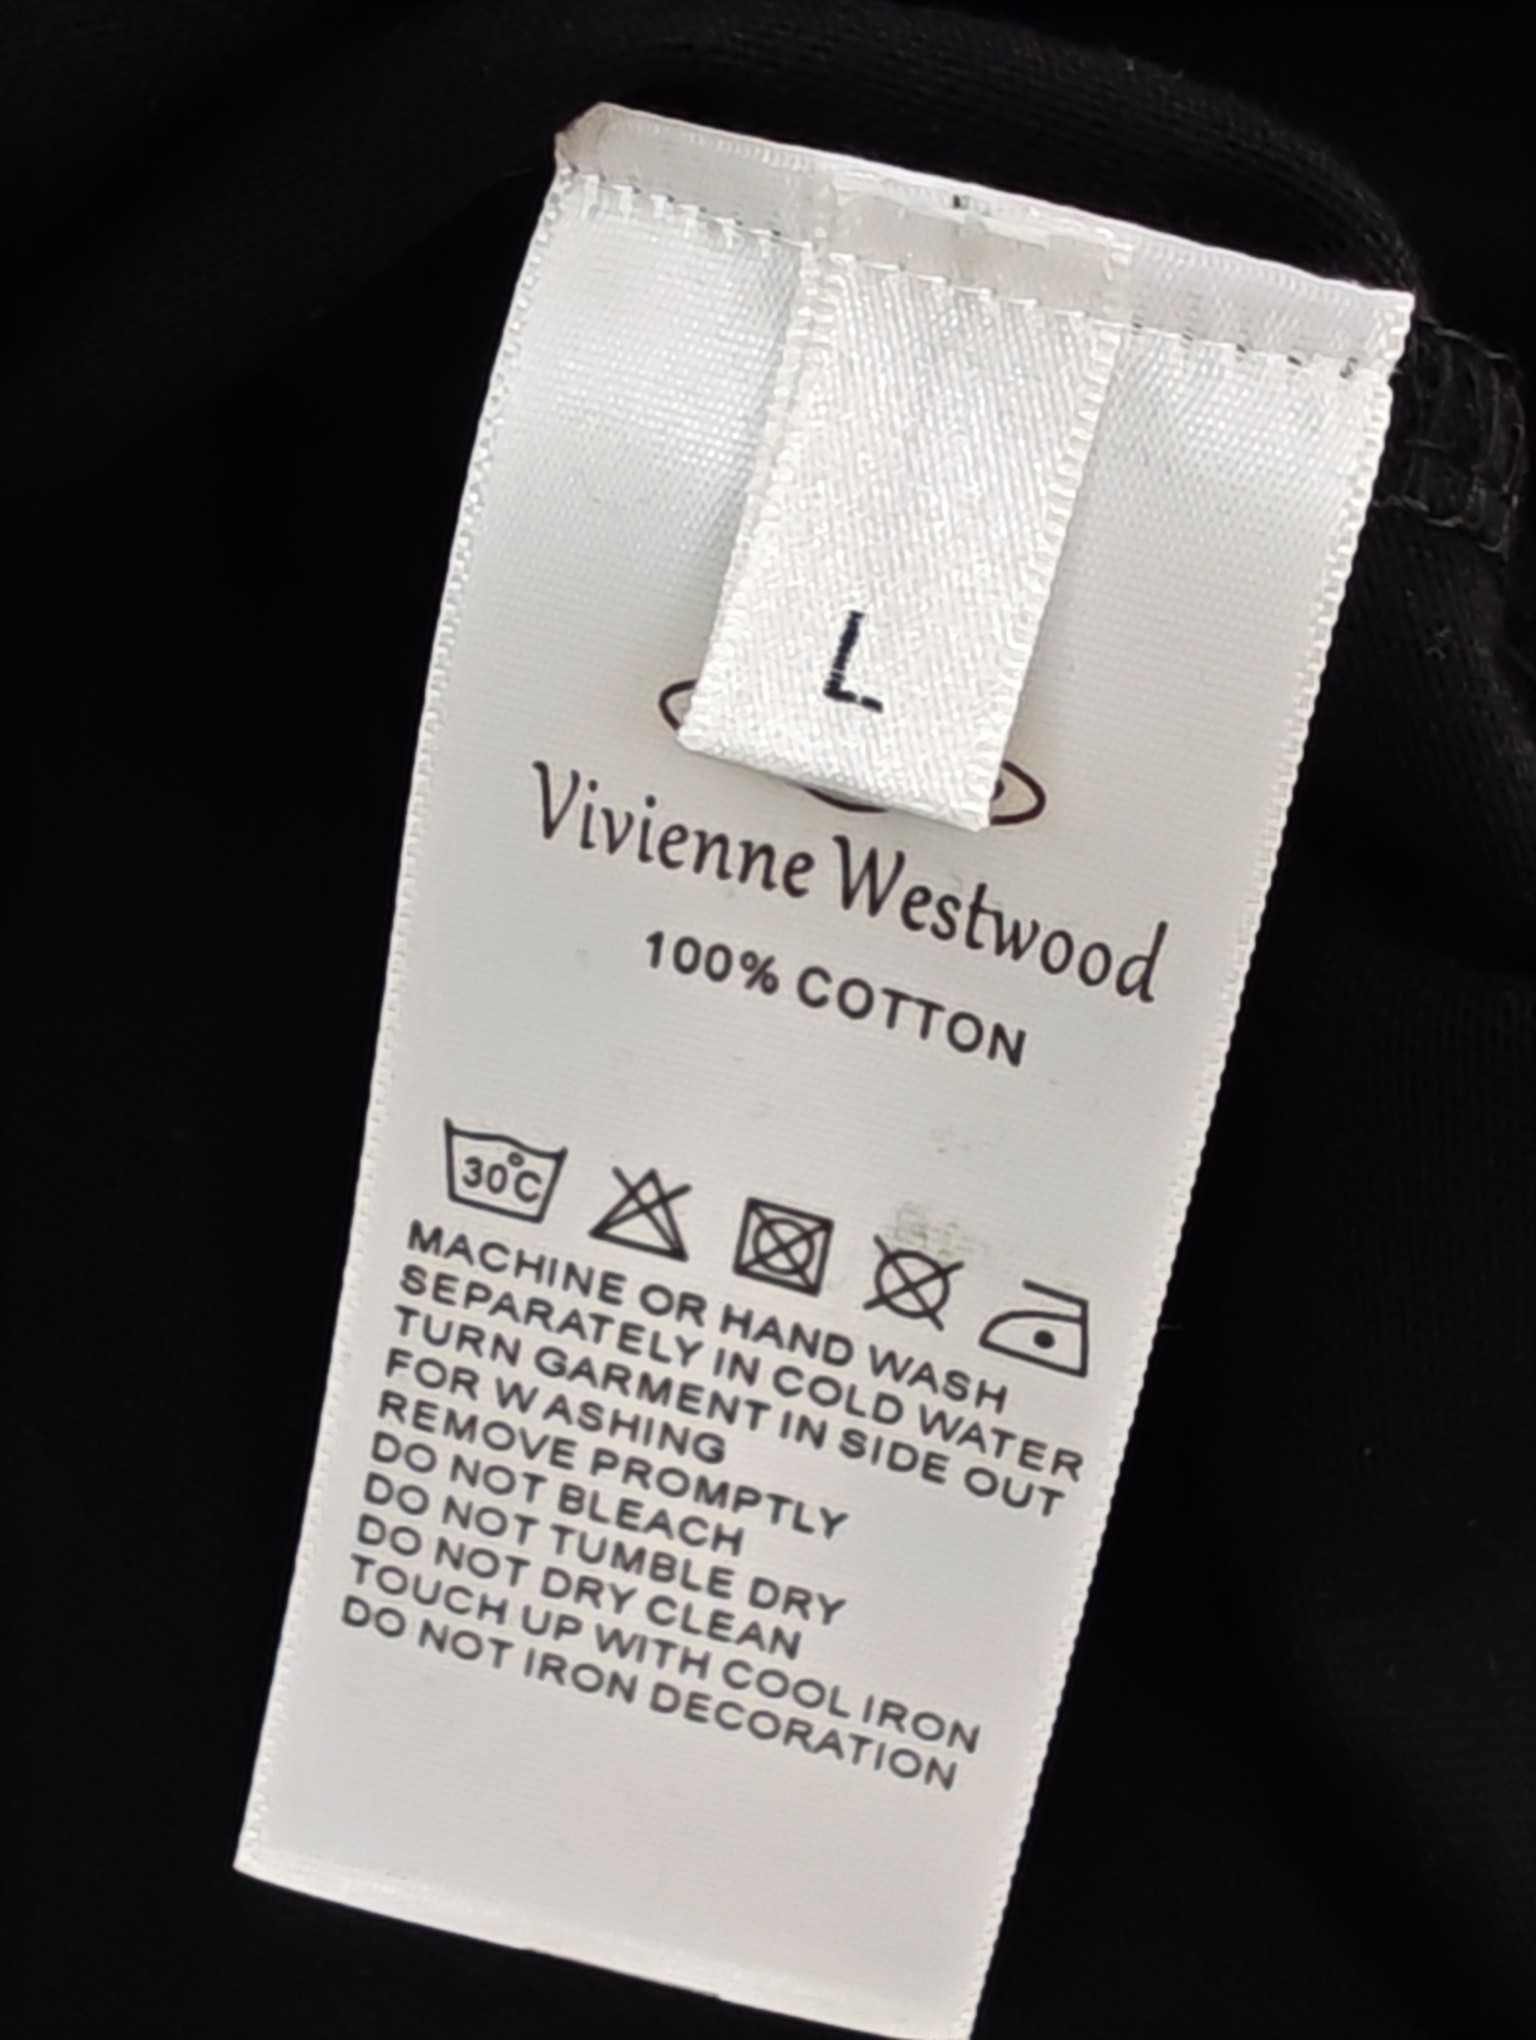 L
Vivienne Westwood
100% COTTON
30°C
MACHINE OR HAND WASH
SEPARATELY IN COLD WATER
TURN GARMENT IN SIDE OUT
FOR WASHING
REMOVE PROMPTLY
DO NOT BLEACH
DO NOT TUMBLE DRY
DO NOT DRY CLEAN
TOUCH UP WITH COOL IRON
DO NOT IRON DECORATION